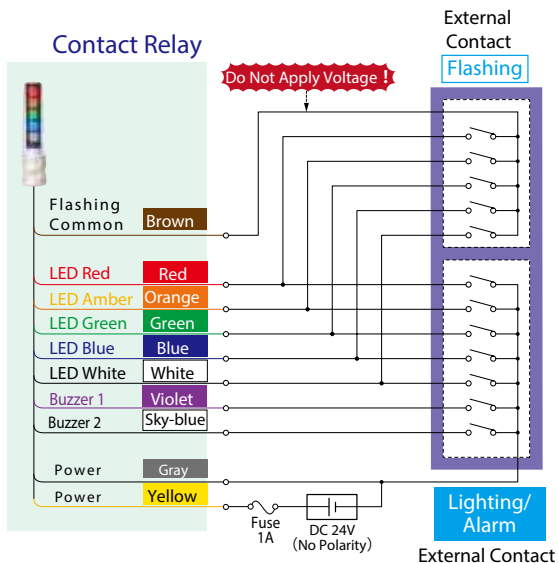 External
Contact
Flashing
Contact Relay
Do Not Apply Voltage !
Flashing
Common
Brown
LED Red
Red
LED Amber
Orange
LED Green
Green
LED Blue
Blue
LED White
White
Buzzer 1
Violet
Buzzer 2
Sky-blue
Power
Gray
Power
Yellow
Fuse
1A
DC 24V
(No Polarity)
Lighting/
Alarm
External Contact